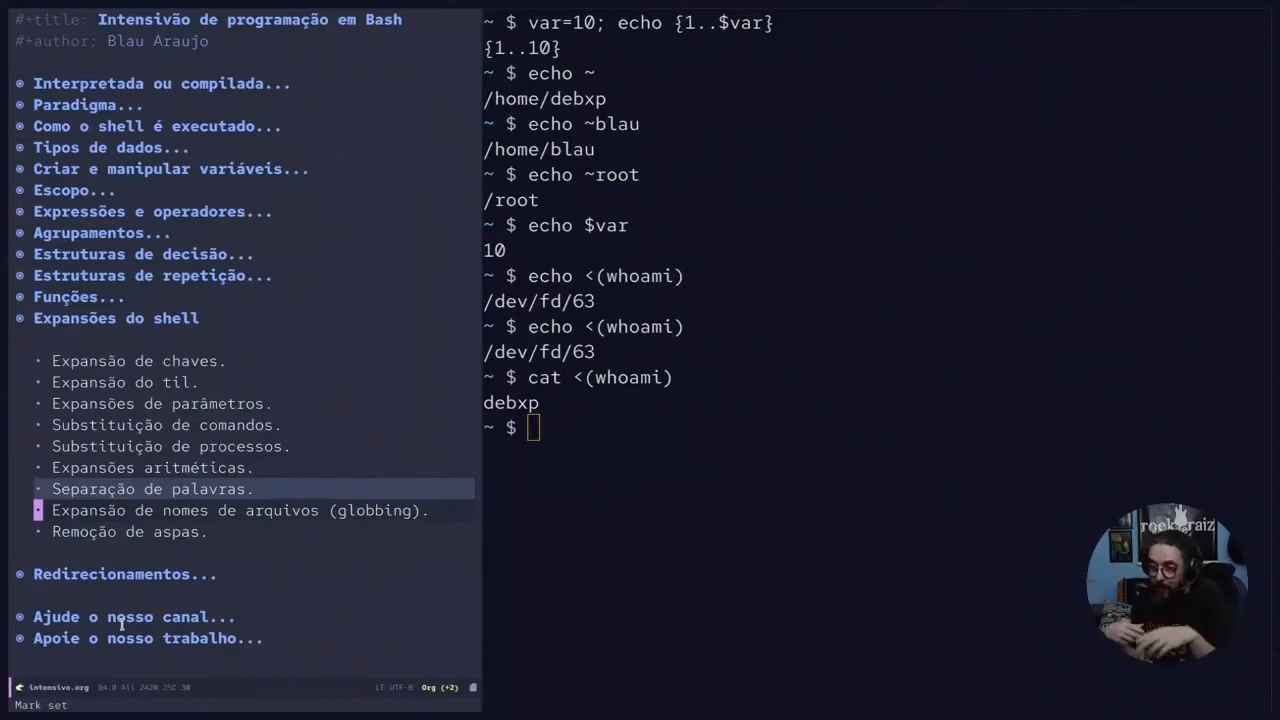 #+title: Intensivão de programação em Bash
#+author: Blau Araujo
Interpretada ou compilada...
Paradigma...
Como o shell é executado...
Tipos de dados...
Criar e manipular variáveis...
Escopo...
Expressões e operadores...
Agrupamentos...
Estruturas de decisão...
Estruturas de repetição...
Funções...
Expansões do shell
· Expansão de chaves.
· Expansão do til.
· Expansões de parâmetros.
· Substituição de comandos.
· Substituição de processos.
· Expansões aritméticas.
· Separação de palavras.
· Expansão de nomes de arquivos (globbing).
· Remoção de aspas.
Redirecionamentos...
Ajude o nosso canal...
Apoie o nosso trabalho...
intensivo.org 84:0 All LF UTF-8 Org (+2)
Mark set
~ $ var=10; echo {1..$var}
{1..10}
~ $ echo ~
/home/debxp
~ $ echo ~blau
/home/blau
~ $ echo ~root
/root
~ $ echo $var
10
~ $ echo <(whoami)
/dev/fd/63
~ $ echo <(whoami)
/dev/fd/63
~ $ cat <(whoami)
debxp
~ $